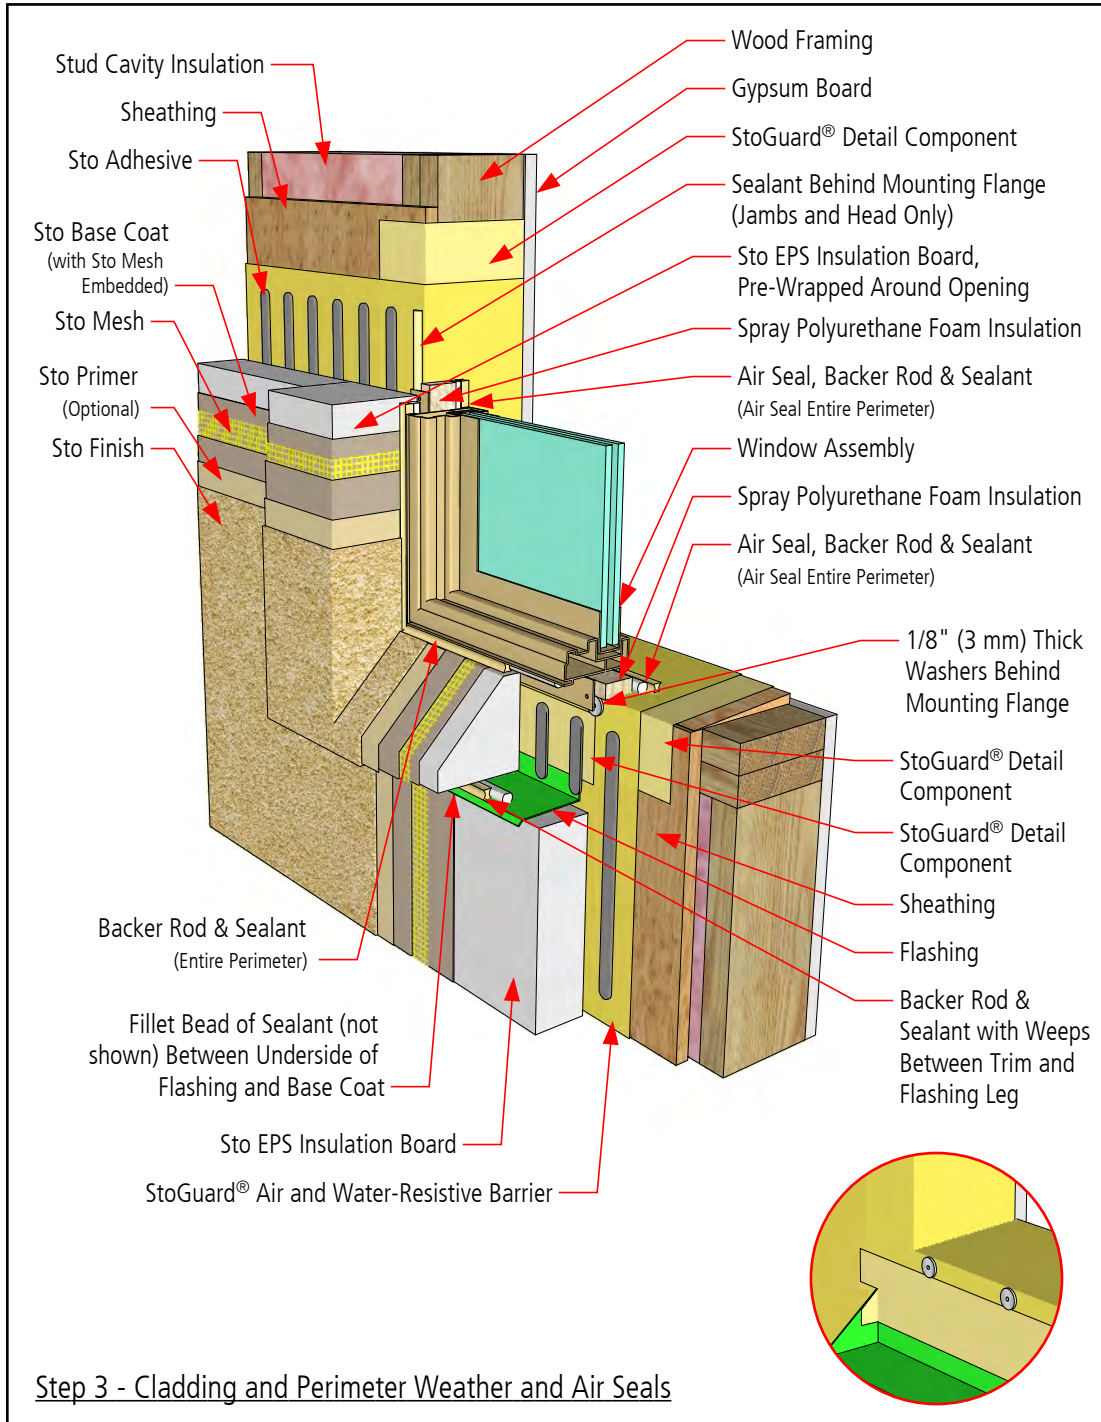 Stud Cavity Insulation
Sheathing
Sto Adhesive
Sto Base Coat
(with Sto Mesh
Embedded)
Sto Mesh
Sto Primer
(Optional)
Sto Finish
Wood Framing
Gypsum Board
StoGuard® Detail Component
Sealant Behind Mounting Flange
(Jambs and Head Only)
Sto EPS Insulation Board,
Pre-Wrapped Around Opening
Spray Polyurethane Foam Insulation
Air Seal, Backer Rod & Sealant
(Air Seal Entire Perimeter)
Window Assembly
Spray Polyurethane Foam Insulation
Air Seal, Backer Rod & Sealant
(Air Seal Entire Perimeter)
1/8" (3 mm) Thick
Washers Behind
Mounting Flange
StoGuard® Detail
Component
StoGuard® Detail
Component
Sheathing
Flashing
Backer Rod &
Sealant with Weeps
Between Trim and
Flashing Leg
Backer Rod & Sealant
(Entire Perimeter)
Fillet Bead of Sealant (not
shown) Between Underside of
Flashing and Base Coat
Sto EPS Insulation Board
StoGuard® Air and Water-Resistive Barrier
Step 3 - Cladding and Perimeter Weather and Air Seals